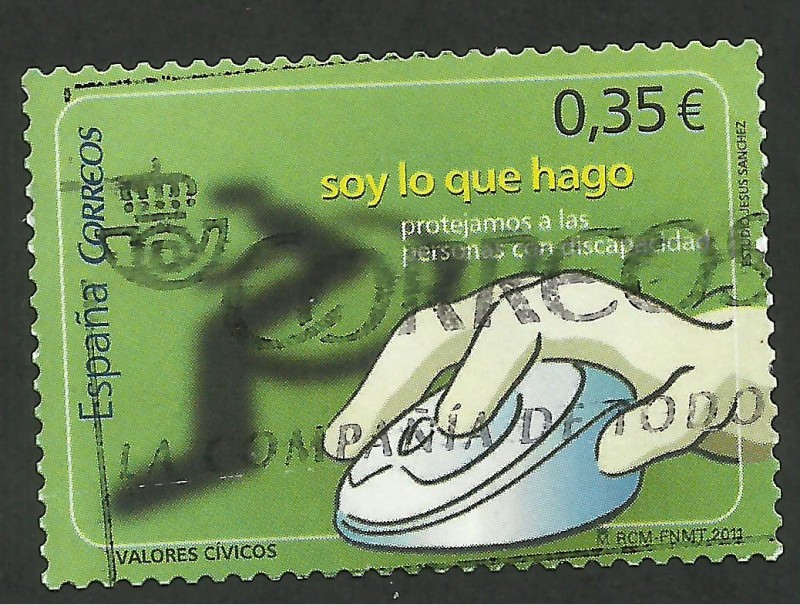 0,35€
soy lo que hago
protejamos a las
personas con discapacidad
ESTUDIO JESUS SANCHEZ
España CORREOS
CORREOS
LA COMPAÑÍA DE TODO
VALORES CÍVICOS
RCM-FNMT.2011